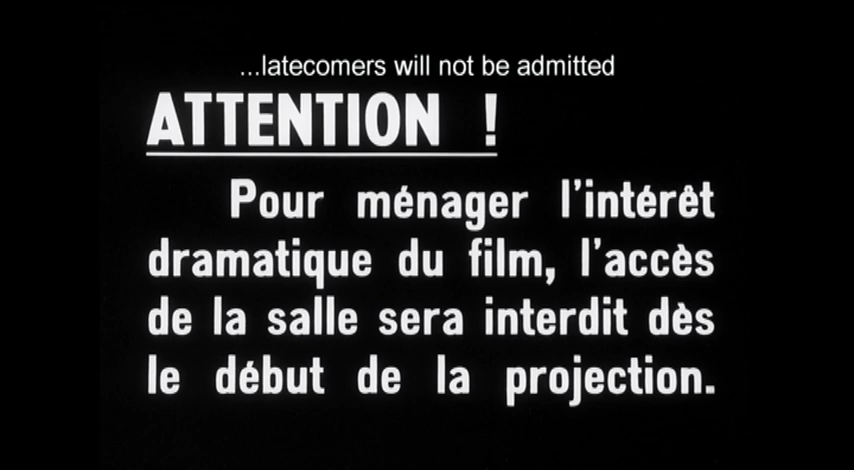 ...latecomers will not be admitted
ATTENTION !
Pour ménager l'intérêt
dramatique du film, l'accès
de la salle sera interdit dès
le début de la projection.